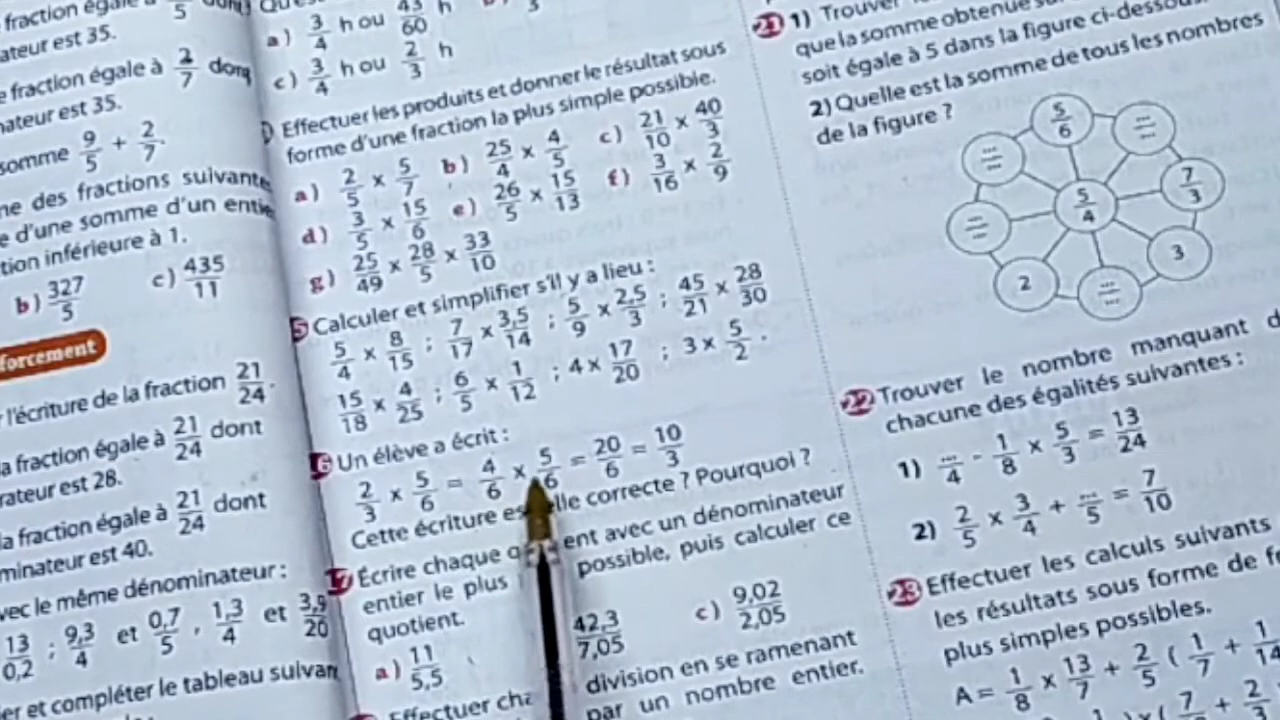 fraction égale
5
ateur est 35.
fraction égale à 2/7 dont
ateur est 35.
somme 9/5 + 2/7.
des fractions suivante
d'une somme d'un entie
tion inférieure à 1.
b) 327/5 c) 435/11
forcement
l'écriture de la fraction 21/24.
a fraction égale à 21/24 dont
rateur est 28.
a fraction égale à 21/24 dont
minateur est 40.
vec le même dénominateur :
13/0,2 ; 9,3/4 et 0,7/5 , 1,3/4 et 3,9/20
er et compléter le tableau suivan
a) 3/4 h ou 43/60 h
3
c) 3/4 h ou 2/3 h
Effectuer les produits et donner le résultat sous
forme d'une fraction la plus simple possible.
a) 2/5 × 5/7 b) 25/4 × 4/5 c) 21/10 × 40/3
d) 3/5 × 15/6 e) 26/5 × 15/13 f) 3/16 × 2/9
g) 25/49 × 28/5 × 33/10
5 Calculer et simplifier s'il y a lieu :
5/4 × 8/15 ; 7/17 × 3,5/14 ; 5/9 × 2,5/3 ; 45/21 × 28/30
15/18 × 4/25 ; 6/5 × 1/12 ; 4 × 17/20 ; 3 × 5/2 .
6 Un élève a écrit :
2/3 × 5/6 = 4/6 × 5/6 = 20/6 = 10/3
Cette écriture es elle correcte ? Pourquoi ?
17 Écrire chaque q ent avec un dénominateur
entier le plus possible, puis calculer ce
quotient.
a) 11/5,5 42,3/7,05 c) 9,02/2,05
Effectuer cha division en se ramenant
par un nombre entier.
21 1) Trouver
que la somme obtenue su
soit égale à 5 dans la figure ci-dessous
2) Quelle est la somme de tous les nombres
de la figure ?
5/6
.../...
.../...
7/3
5/4
.../...
3
2
.../...
22 Trouver le nombre manquant d
chacune des égalités suivantes :
1) .../4 - 1/8 × 5/3 = 13/24
2) 2/5 × 3/4 + .../5 = 7/10
23 Effectuer les calculs suivants
les résultats sous forme de f
plus simples possibles.
A = 1/8 × 13/7 + 2/5 ( 1/7 + 1/14
) × ( 7 + 2/3